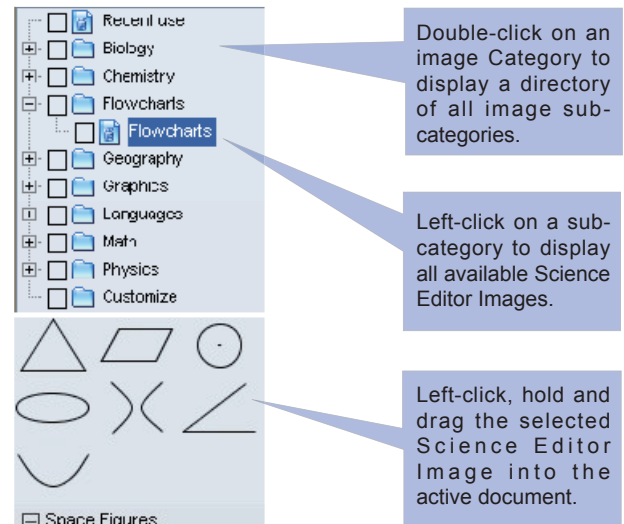 Recent use
Biology
Chemistry
Flowcharts
Flowcharts
Geography
Graphics
Languages
Math
Physics
Customize
Space Figures
Double-click on an
image Category to
display a directory
of all image sub-
categories.
Left-click on a sub-
category to display
all available Science
Editor Images.
Left-click, hold and
drag the selected
Science Editor
Image into the
active document.